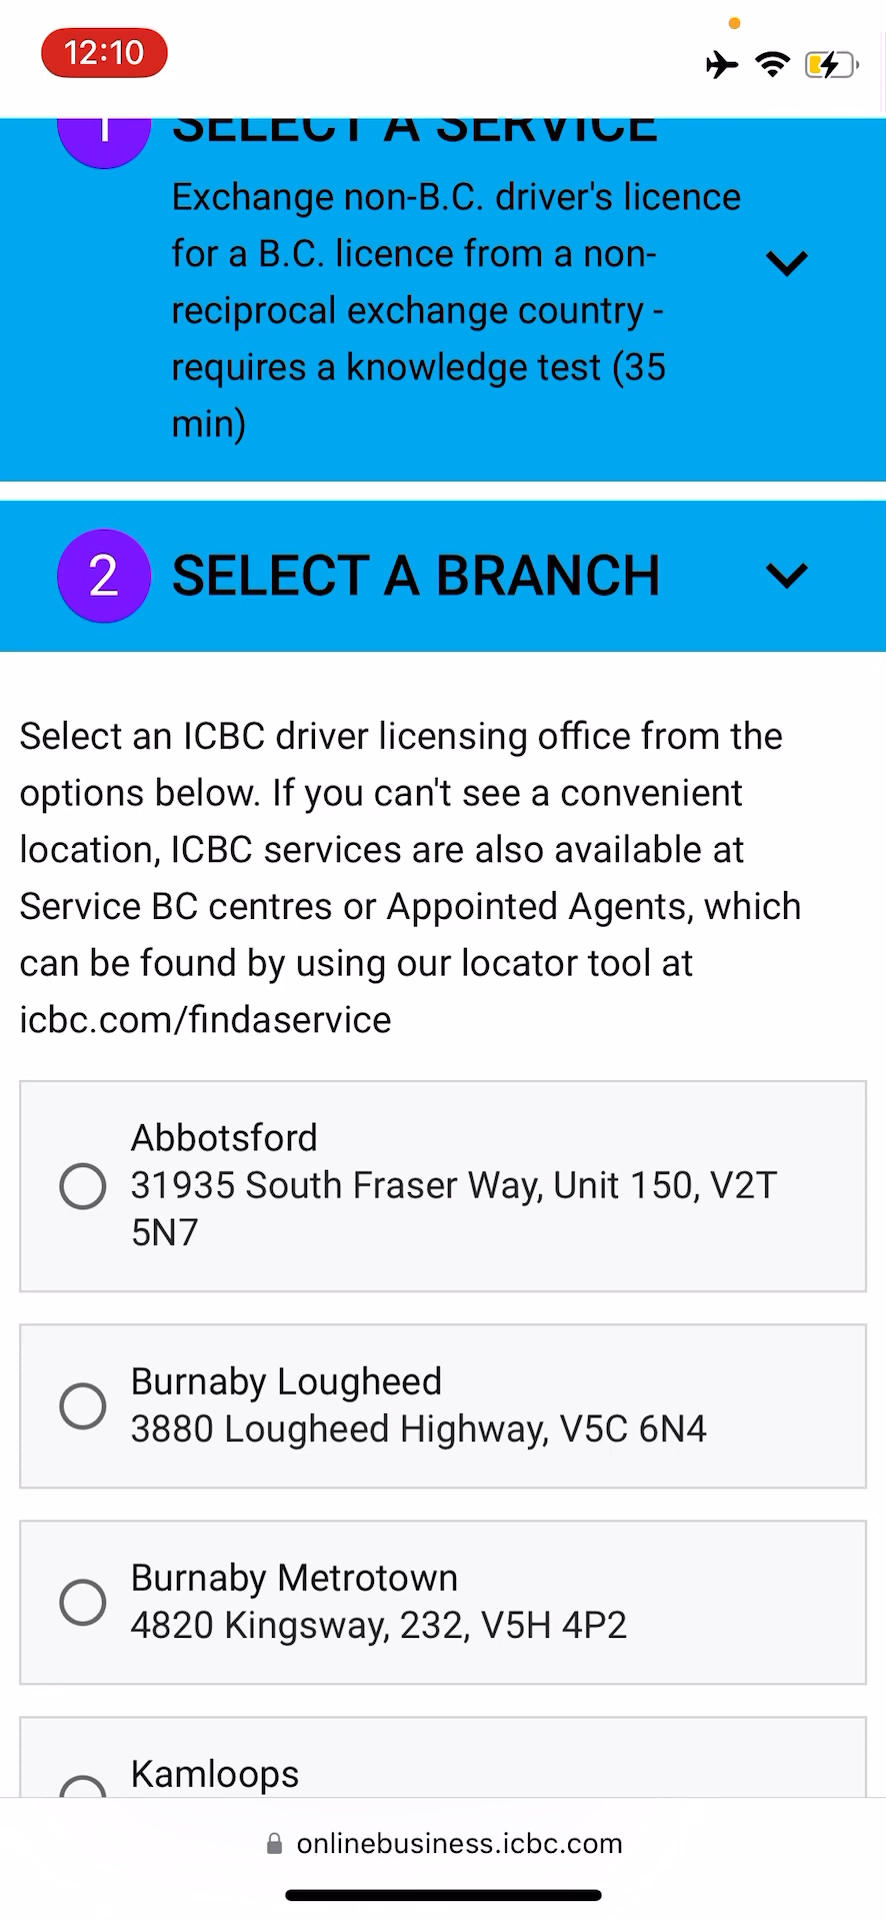 12:10
1 SELECT A SERVICE
Exchange non-B.C. driver's licence
for a B.C. licence from a non-
reciprocal exchange country -
requires a knowledge test (35
min)
2 SELECT A BRANCH
Select an ICBC driver licensing office from the
options below. If you can't see a convenient
location, ICBC services are also available at
Service BC centres or Appointed Agents, which
can be found by using our locator tool at
icbc.com/findaservice
Abbotsford
31935 South Fraser Way, Unit 150, V2T
5N7
Burnaby Lougheed
3880 Lougheed Highway, V5C 6N4
Burnaby Metrotown
4820 Kingsway, 232, V5H 4P2
Kamloops
onlinebusiness.icbc.com